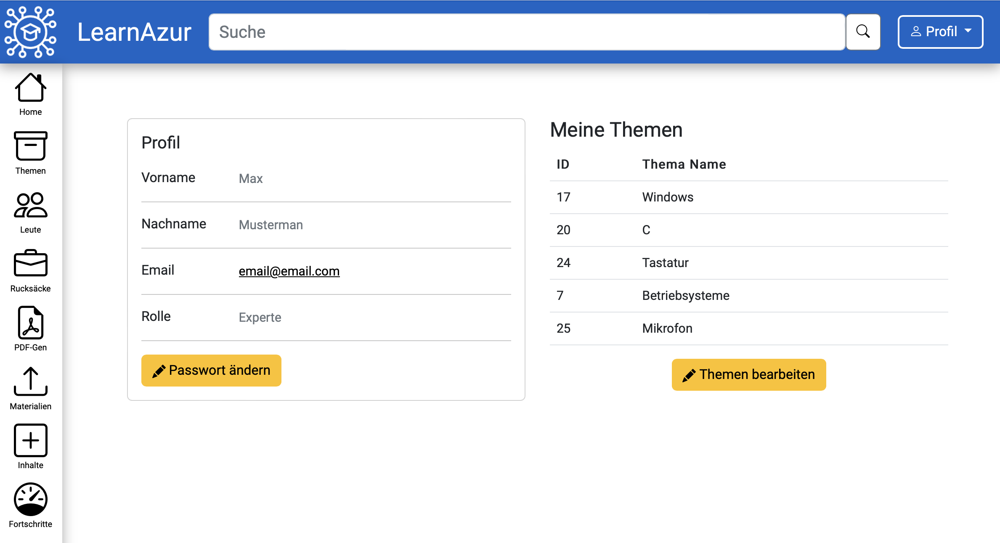 LearnAzur
Suche
Profil
Home
Themen
Leute
Rucksäcke
PDF-Gen
Materialien
Inhalte
Fortschritte
Profil
Vorname Max
Nachname Musterman
Email email@email.com
Rolle Experte
Passwort ändern
Meine Themen
ID Thema Name
17 Windows
20 C
24 Tastatur
7 Betriebsysteme
25 Mikrofon
Themen bearbeiten